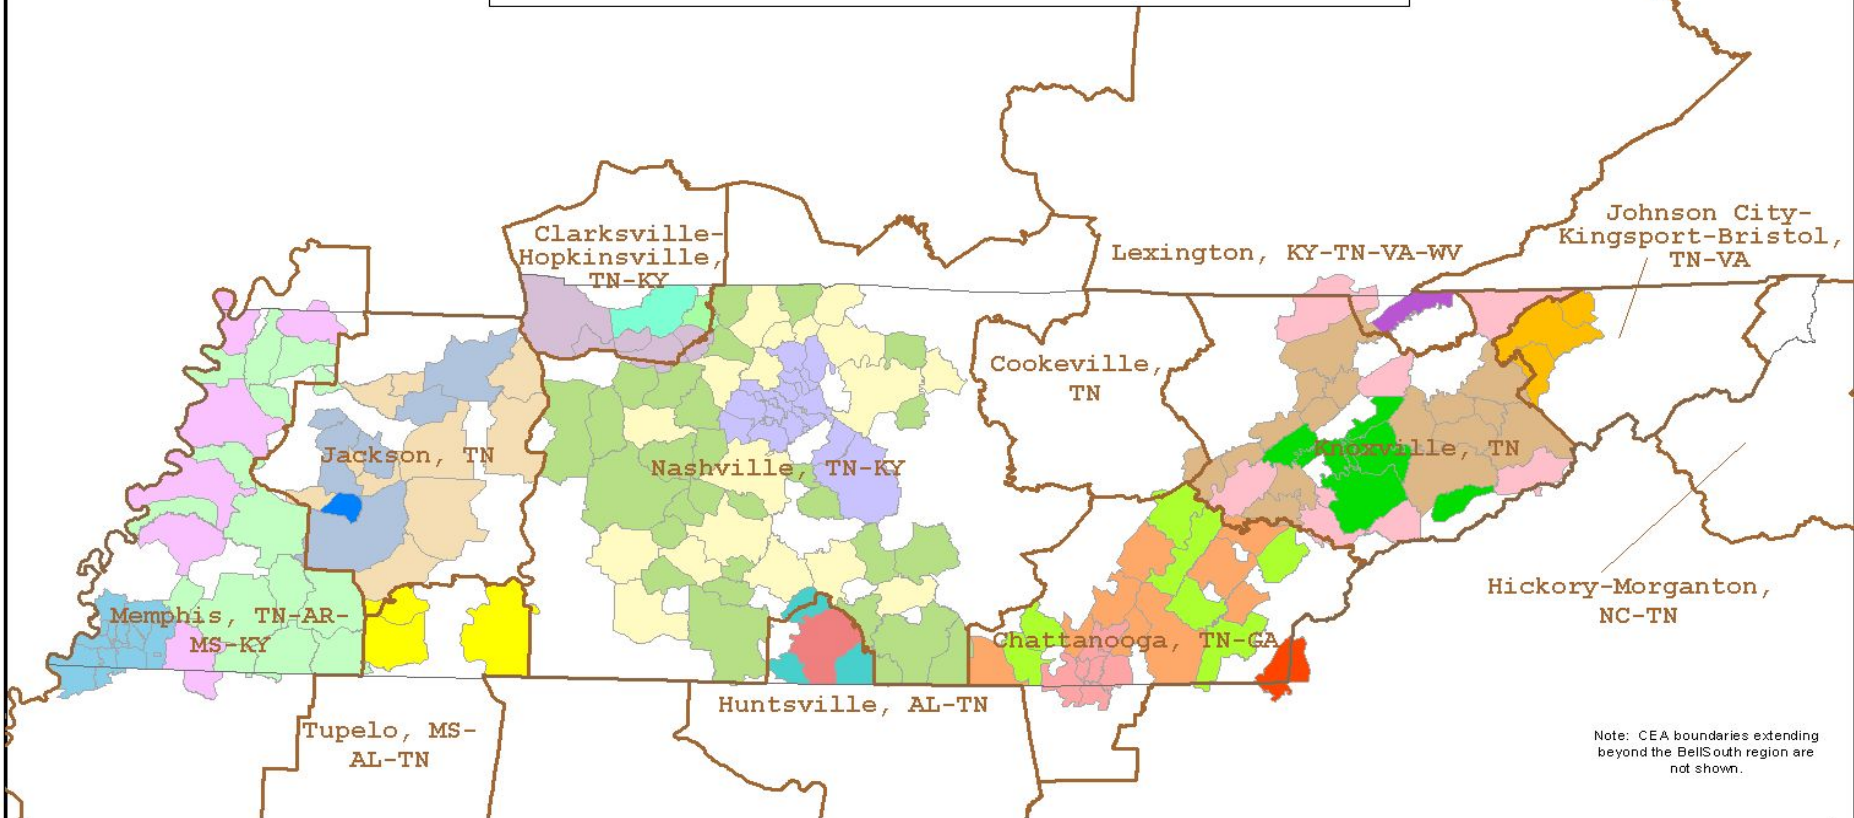 Clarksville-
Hopkinsville,
TN-KY
Lexington, KY-TN-VA-WV
Johnson City-
Kingsport-Bristol,
TN-VA
Cookeville,
TN
Jackson, TN
Nashville, TN-KY
Knoxville, TN
Memphis, TN-AR-
MS-KY
Chattanooga, TN-GA
Hickory-Morganton,
NC-TN
Huntsville, AL-TN
Tupelo, MS-
AL-TN
Note: CEA boundaries extending
beyond the BellSouth region are
not shown.